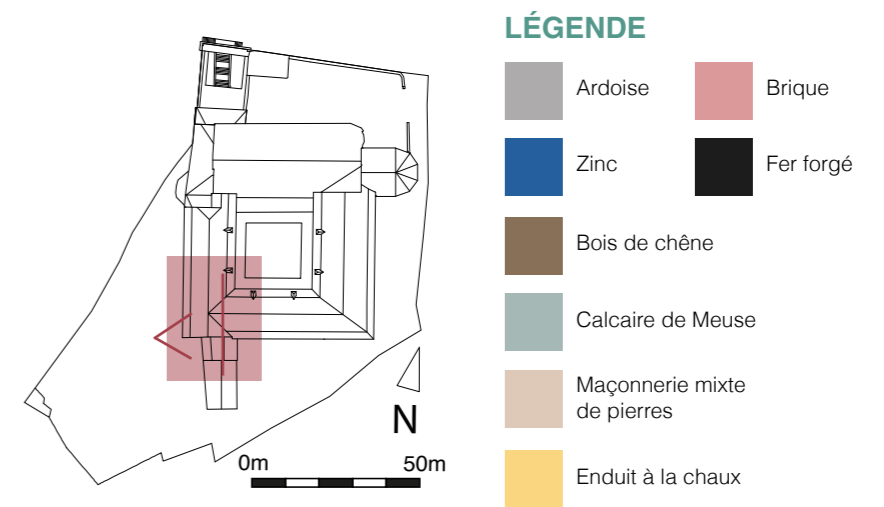 LÉGENDE
Ardoise
Brique
Zinc
Fer forgé
Bois de chêne
Calcaire de Meuse
Maçonnerie mixte
de pierres
Enduit à la chaux
N
0m
50m